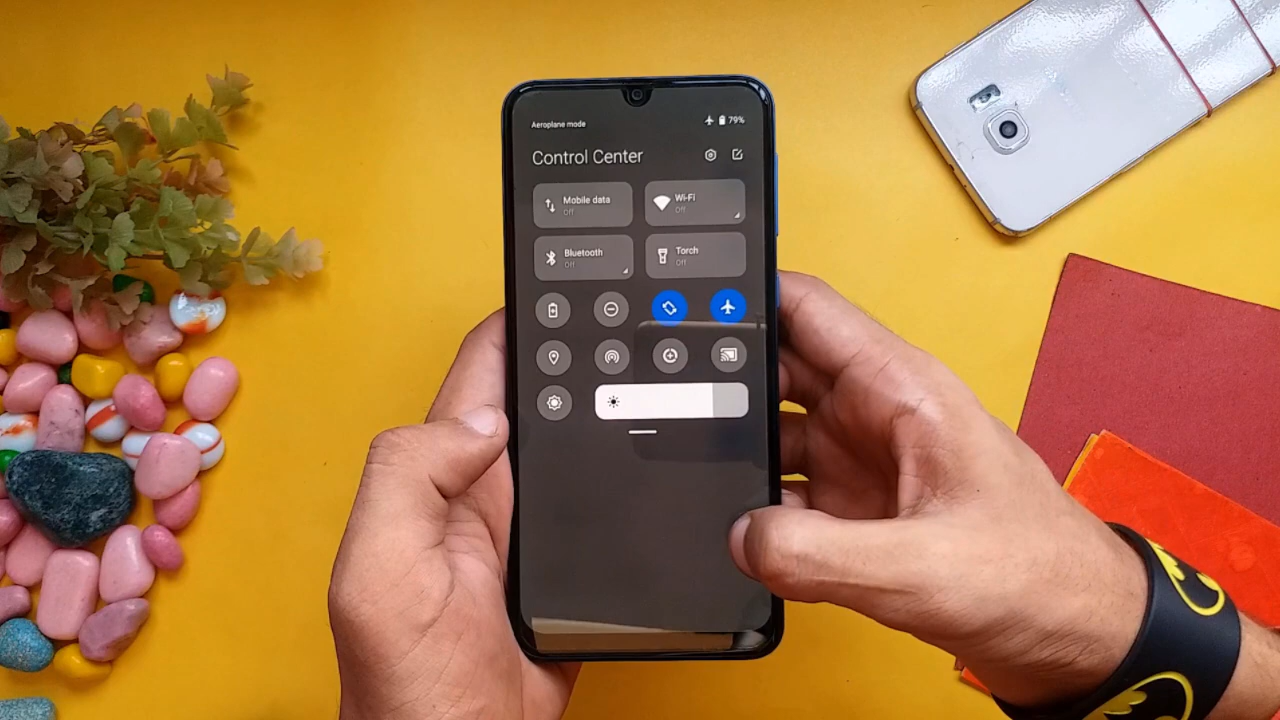 Aeroplane mode 79%
Control Center
Mobile data
Off
Wi-Fi
Off
Bluetooth
Off
Torch
Off